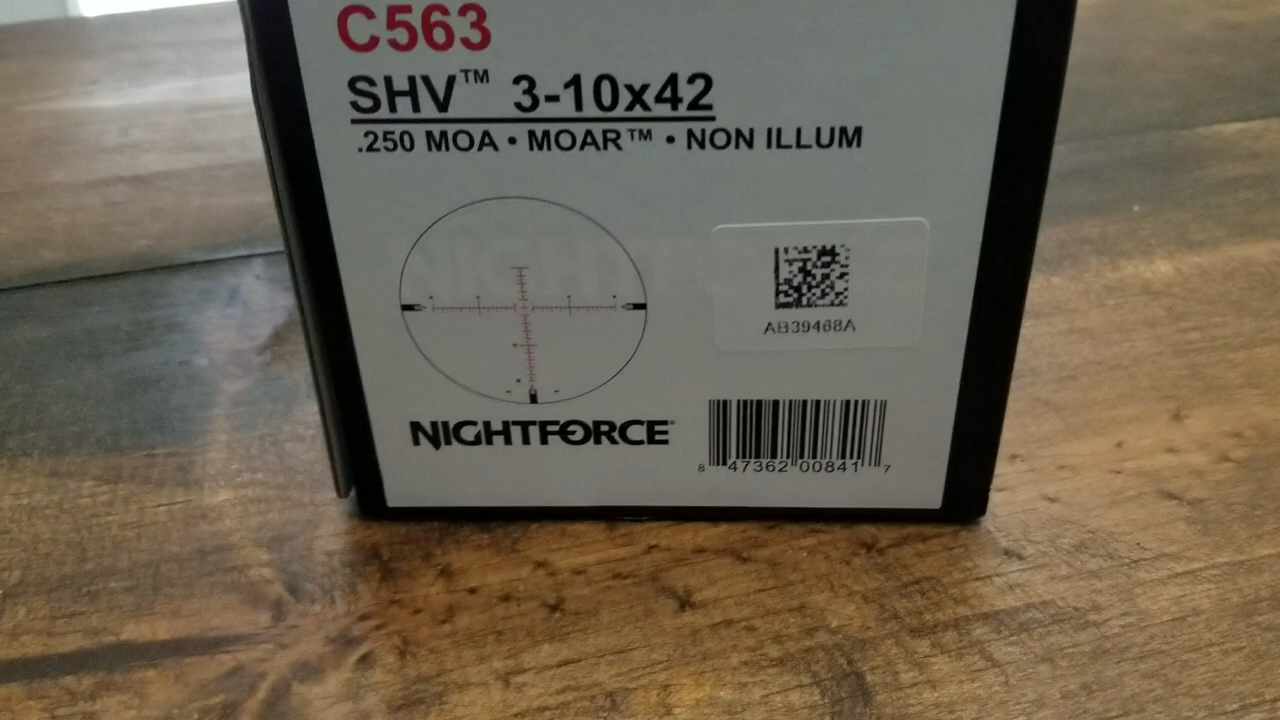 C563
SHV™ 3-10x42
.250 MOA • MOAR™ • NON ILLUM
AB39468A
NIGHTFORCE
8 47362 00841 7